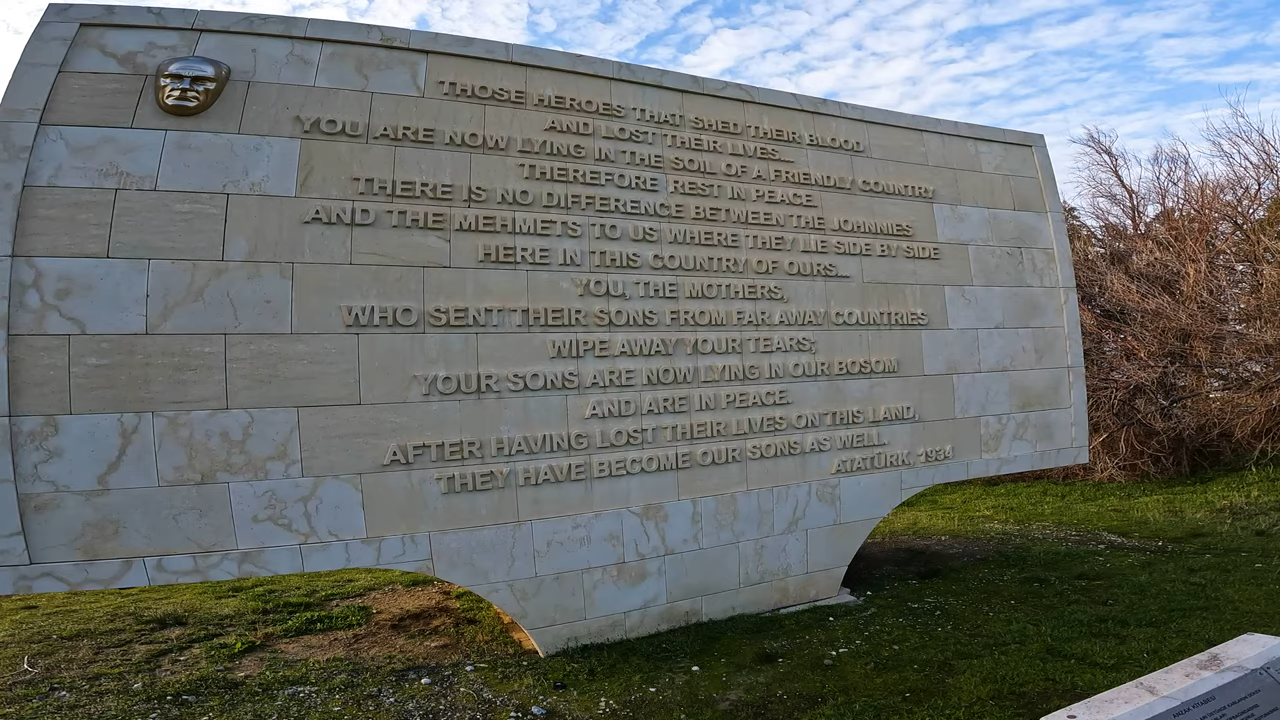 THOSE HEROES THAT SHED THEIR BLOOD
AND LOST THEIR LIVES...
YOU ARE NOW LYING IN THE SOIL OF A FRIENDLY COUNTRY
THEREFORE REST IN PEACE.
THERE IS NO DIFFERENCE BETWEEN THE JOHNNIES
AND THE MEHMETS TO US WHERE THEY LIE SIDE BY SIDE
HERE IN THIS COUNTRY OF OURS...
YOU, THE MOTHERS,
WHO SENT THEIR SONS FROM FAR AWAY COUNTRIES
WIPE AWAY YOUR TEARS;
YOUR SONS ARE NOW LYING IN OUR BOSOM
AND ARE IN PEACE.
AFTER HAVING LOST THEIR LIVES ON THIS LAND,
THEY HAVE BECOME OUR SONS AS WELL.
ATATÜRK, 1934
ANZAK KİTABESİ